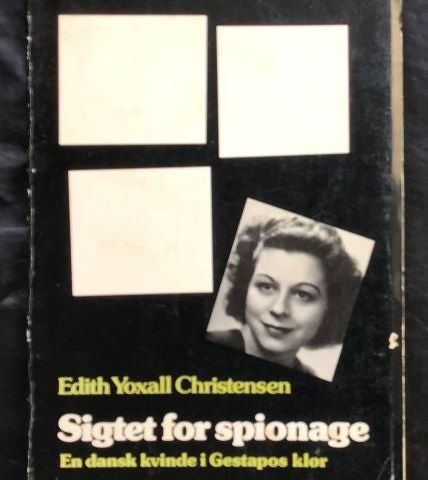 Edith Yoxall Christensen
Sigtet for spionage
En dansk kvinde i Gestapos klør